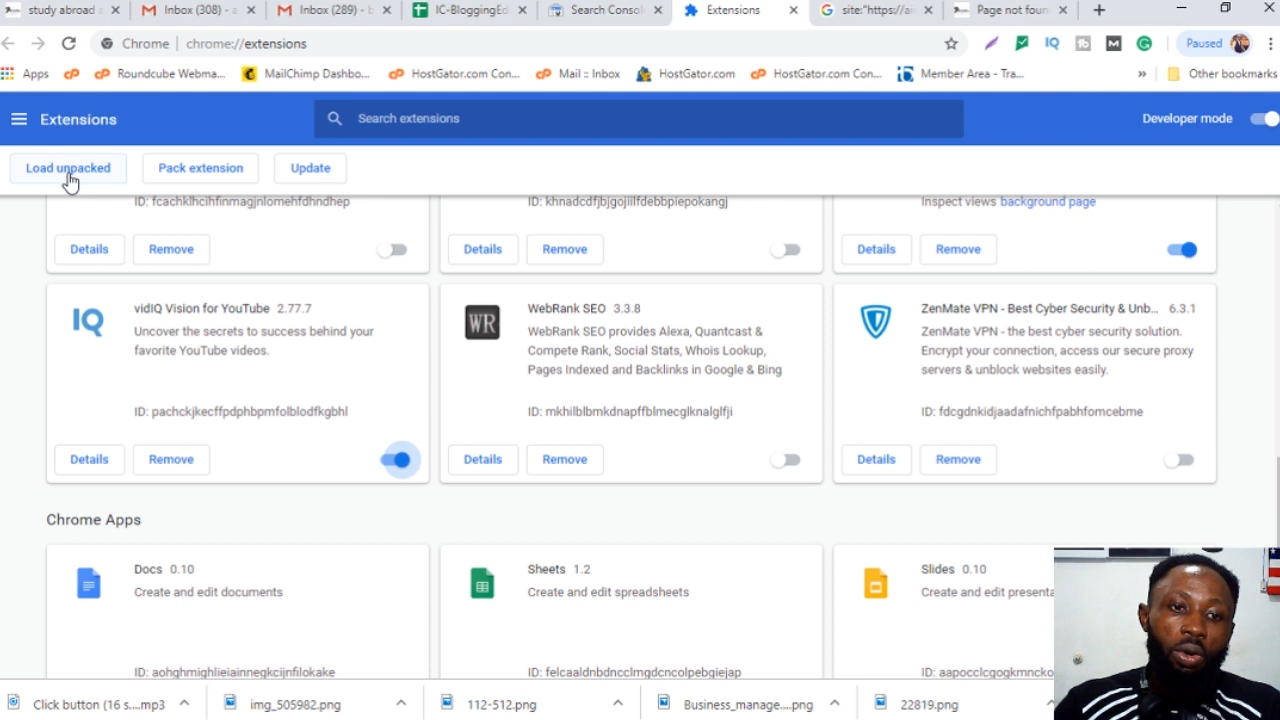 study abroad a
Inbox (308) - a
Inbox (289) - b
IC-BloggingEd
Search Conso
Extensions
site:"https://ai
Page not foun
Chrome | chrome://extensions
Paused
Apps
Roundcube Webma...
MailChimp Dashbo...
HostGator.com Con...
Mail :: Inbox
HostGator.com
HostGator.com Con...
Member Area - Tra...
Other bookmarks
Extensions
Search extensions
Developer mode
Load unpacked
Pack extension
Update
ID: fcachklhcihfinmagjnlomehfdhndhep
ID: khnadcdfjbjgojiilfdebbpiepokangj
Inspect views background page
Details
Remove
Details
Remove
Details
Remove
IQ
vidIQ Vision for YouTube 2.77.7
Uncover the secrets to success behind your
favorite YouTube videos.
ID: pachckjkecffpdphbpmfolblodfkgbhl
Details
Remove
WR
WebRank SEO 3.3.8
WebRank SEO provides Alexa, Quantcast &
Compete Rank, Social Stats, Whois Lookup,
Pages Indexed and Backlinks in Google & Bing
ID: mkhilblbmkdnapffblmecglknalglfji
Details
Remove
ZenMate VPN - Best Cyber Security & Unb... 6.3.1
ZenMate VPN - the best cyber security solution.
Encrypt your connection, access our secure proxy
servers & unblock websites easily.
ID: fdcgdnkidjaadafnichfpabhfomcebme
Details
Remove
Chrome Apps
Docs 0.10
Create and edit documents
ID: aohghmighlieiainnegkcijnfilokake
Sheets 1.2
Create and edit spreadsheets
ID: felcaaldnbdncclmgdcncolpebgiejap
Slides 0.10
Create and edit presenta
ID: aapocclcgogkmncko
Click button (16 s....mp3
img_505982.png
112-512.png
Business_manage....png
22819.png